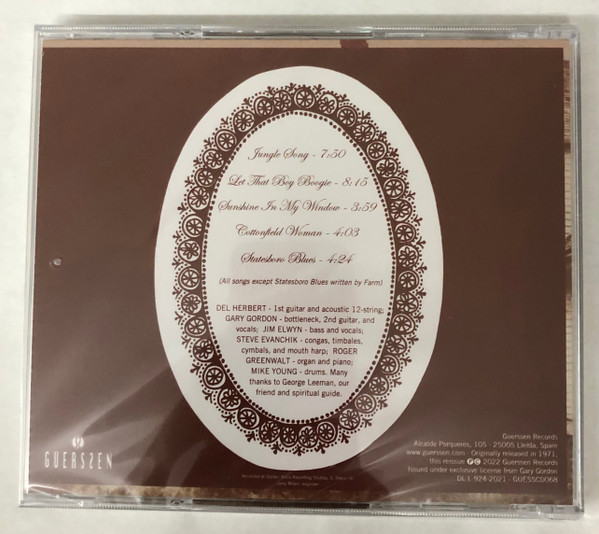 Jungle Song - 7:50
Let That Boy Boogie - 8:15
Sunshine In My Window - 3:59
Cottonfield Woman - 4:03
Statesboro Blues - 4:24
(All songs except Statesboro Blues written by Farm)
DEL HERBERT - 1st guitar and acoustic 12-string;
GARY GORDON - bottleneck, 2nd guitar, and
vocals; JIM ELWYN - bass and vocals;
STEVE EVANCHIK - congas, timbales,
cymbals, and mouth harp; ROGER
GREENWALT - organ and piano;
MIKE YOUNG - drums. Many
thanks to George Leeman, our
friend and spiritual guide.
GUERSSEN
Guerssen Records
Alcalde Porqueres, 105 - 25005 Lleida, Spain
www.guerssen.com · Originally released in 1971,
this reissue ℗ © 2022 Guerssen Records
Issued under exclusive license from Gary Gordon
DL L 924-2021 - GUESSCD068